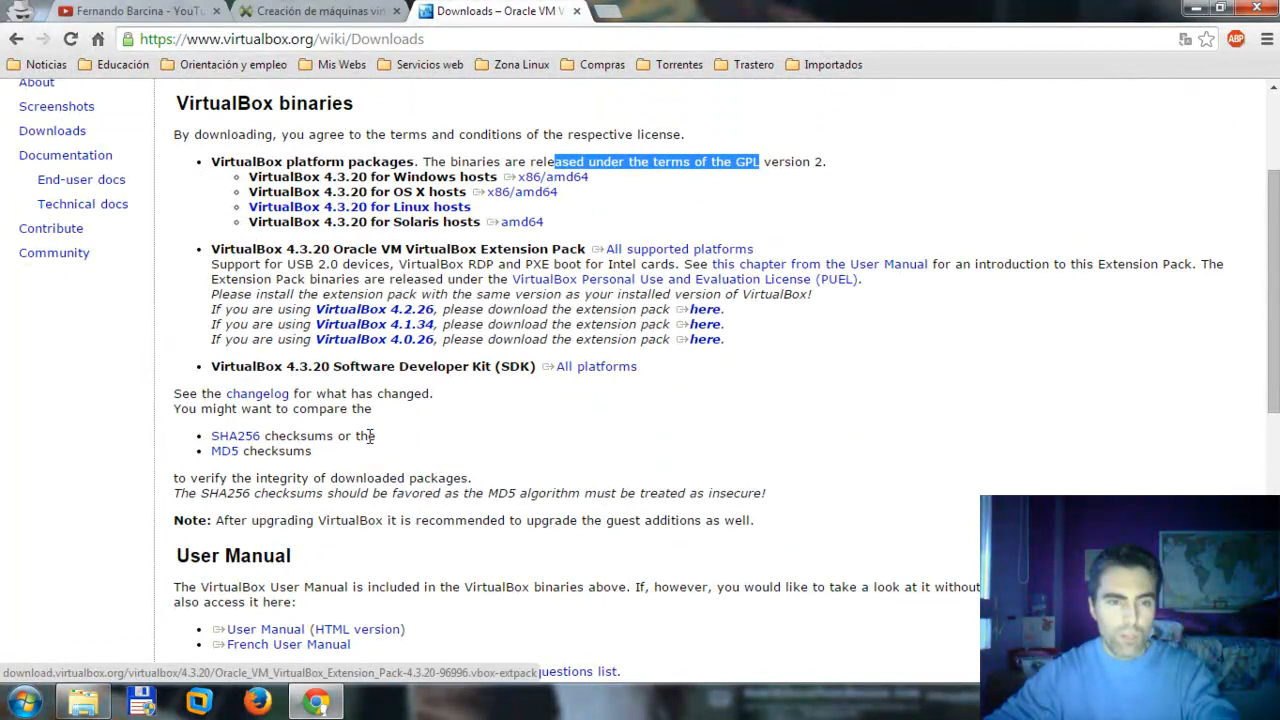 Fernando Barcina - YouTu
Creación de máquinas vir
Downloads – Oracle VM V
https://www.virtualbox.org/wiki/Downloads
ABP
Noticias
Educación
Orientación y empleo
Mis Webs
Servicios web
Zona Linux
Compras
Torrentes
Trastero
Importados
About
Screenshots
Downloads
Documentation
End-user docs
Technical docs
Contribute
Community
VirtualBox binaries
By downloading, you agree to the terms and conditions of the respective license.
• VirtualBox platform packages. The binaries are released under the terms of the GPL version 2.
VirtualBox 4.3.20 for Windows hosts x86/amd64
VirtualBox 4.3.20 for OS X hosts x86/amd64
VirtualBox 4.3.20 for Linux hosts
VirtualBox 4.3.20 for Solaris hosts amd64
• VirtualBox 4.3.20 Oracle VM VirtualBox Extension Pack All supported platforms
Support for USB 2.0 devices, VirtualBox RDP and PXE boot for Intel cards. See this chapter from the User Manual for an introduction to this Extension Pack. The
Extension Pack binaries are released under the VirtualBox Personal Use and Evaluation License (PUEL).
Please install the extension pack with the same version as your installed version of VirtualBox!
If you are using VirtualBox 4.2.26, please download the extension pack here.
If you are using VirtualBox 4.1.34, please download the extension pack here.
If you are using VirtualBox 4.0.26, please download the extension pack here.
• VirtualBox 4.3.20 Software Developer Kit (SDK) All platforms
See the changelog for what has changed.
You might want to compare the
• SHA256 checksums or the
• MD5 checksums
to verify the integrity of downloaded packages.
The SHA256 checksums should be favored as the MD5 algorithm must be treated as insecure!
Note: After upgrading VirtualBox it is recommended to upgrade the guest additions as well.
User Manual
The VirtualBox User Manual is included in the VirtualBox binaries above. If, however, you would like to take a look at it without
also access it here:
• User Manual (HTML version)
• French User Manual
download.virtualbox.org/virtualbox/4.3.20/Oracle_VM_VirtualBox_Extension_Pack-4.3.20-96996.vbox-extpack
questions list.